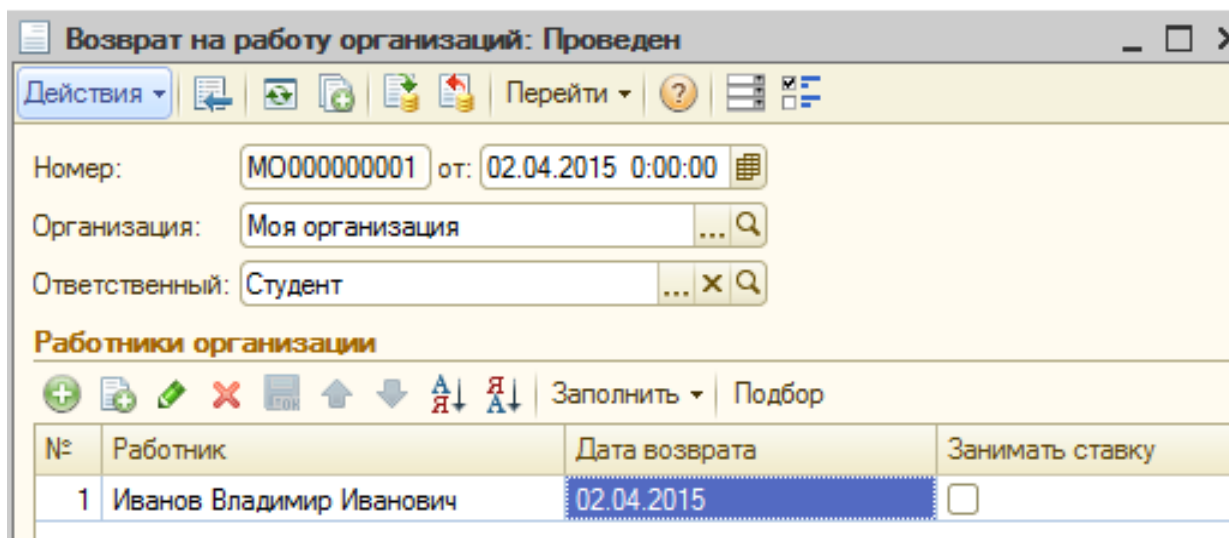 Возврат на работу организаций: Проведен
Действия Перейти
Номер: МО000000001 от: 02.04.2015 0:00:00
Организация: Моя организация ...
Ответственный: Студент ...
Работники организации
Заполнить Подбор
№ Работник Дата возврата Занимать ставку
1 Иванов Владимир Иванович 02.04.2015